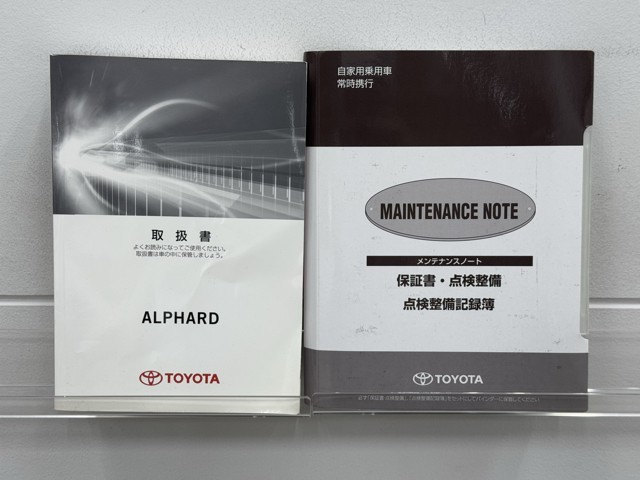 取扱書
よくお読みになってご使用ください。
取扱書は車の中に保管しましょう。
ALPHARD
TOYOTA
自家用乗用車
常時携行
MAINTENANCE NOTE
メンテナンスノート
保証書・点検整備
点検整備記録簿
TOYOTA